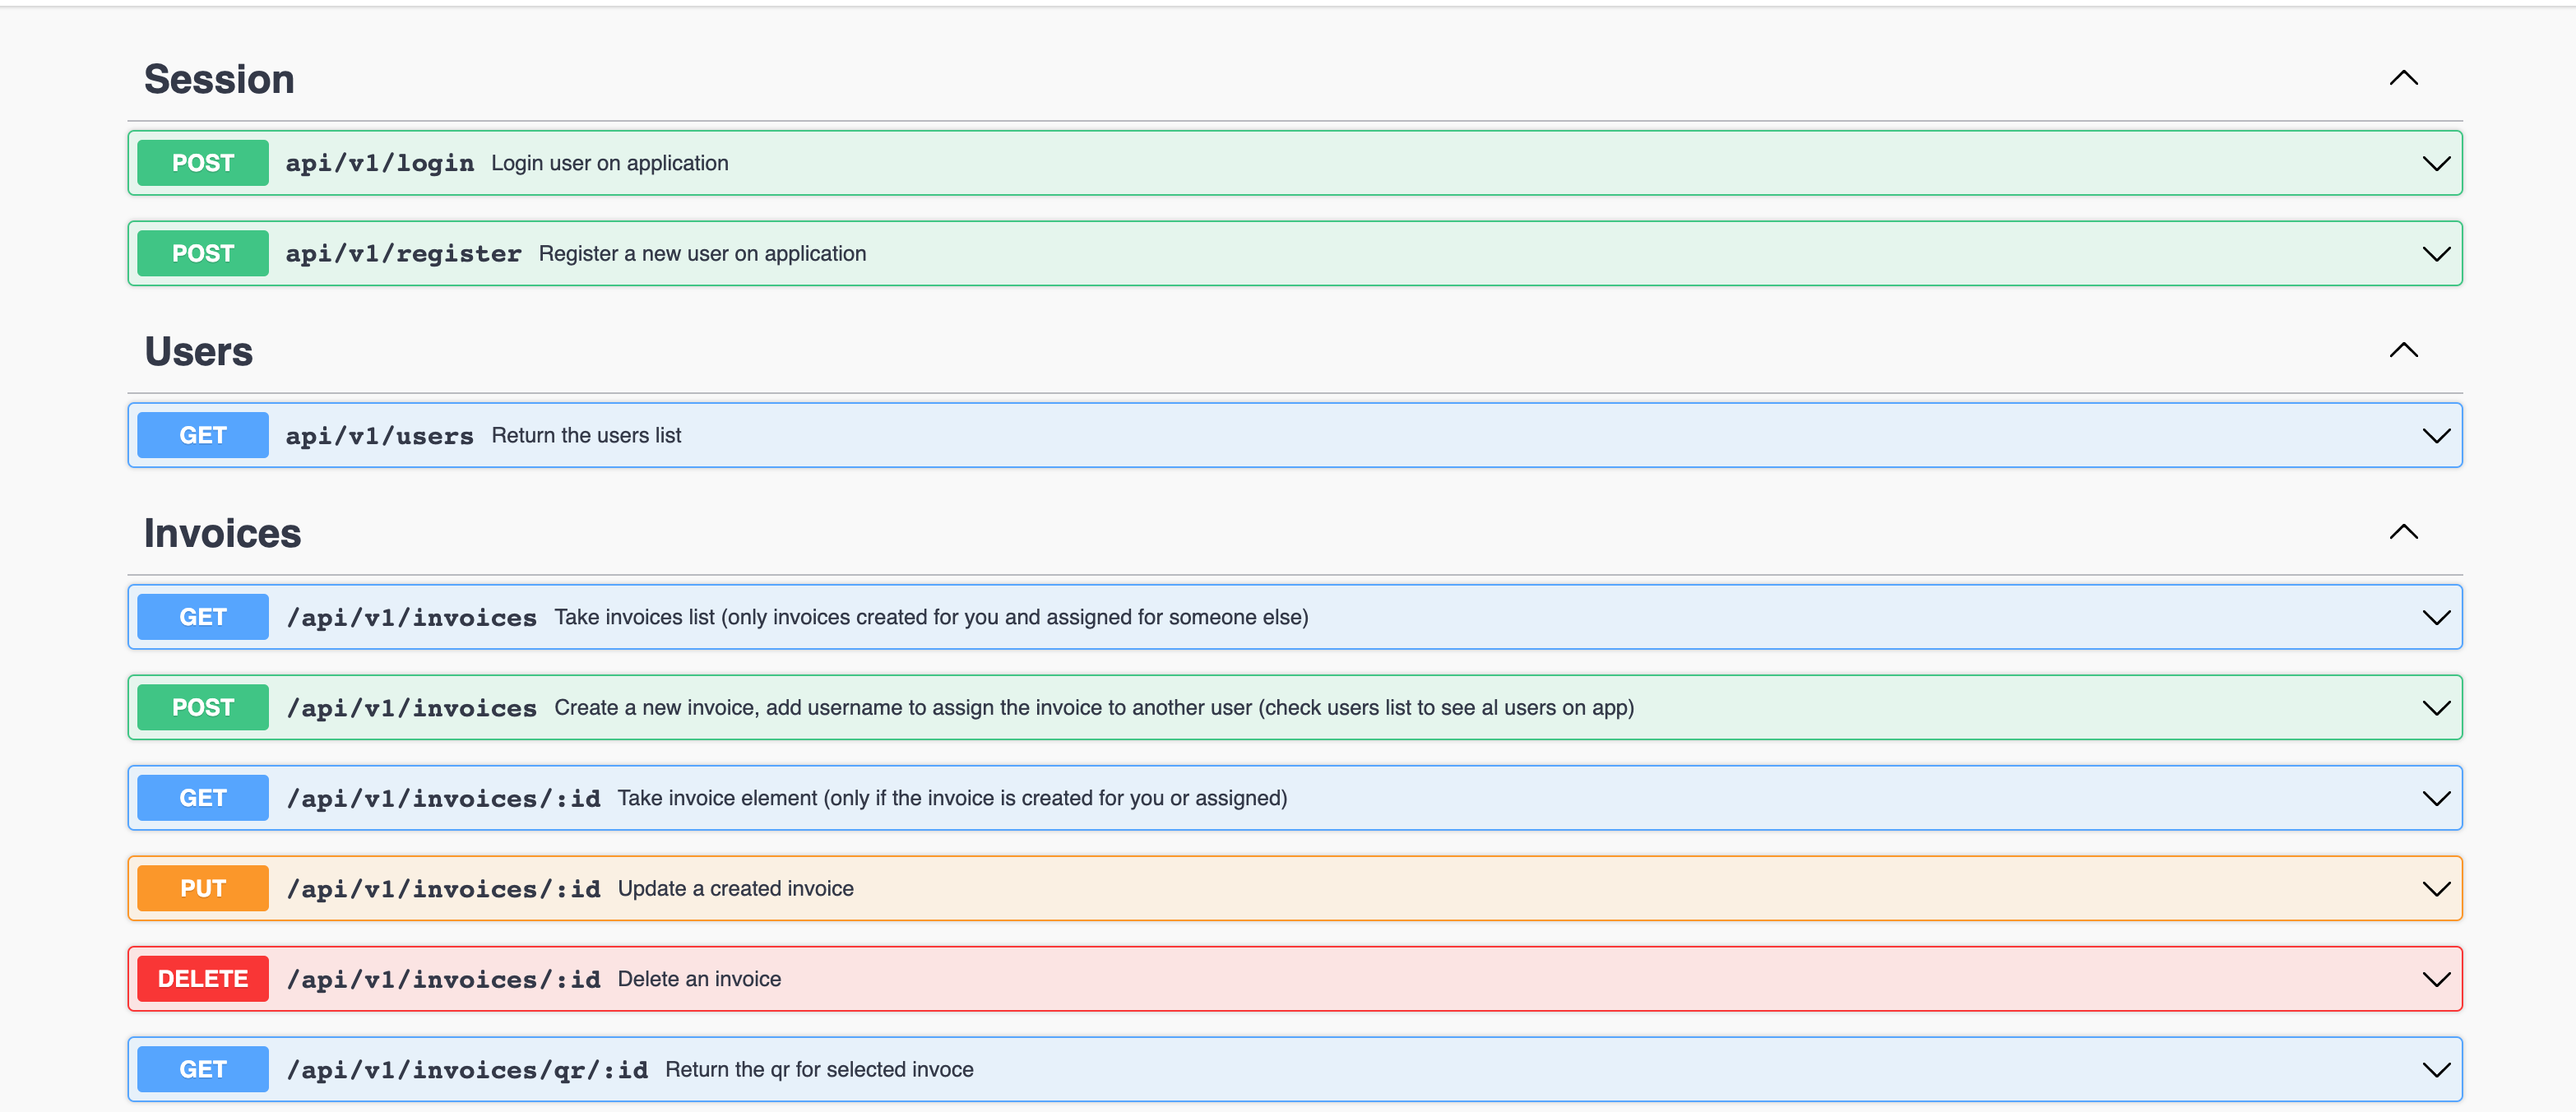 Session
POST api/v1/login Login user on application
POST api/v1/register Register a new user on application
Users
GET api/v1/users Return the users list
Invoices
GET /api/v1/invoices Take invoices list (only invoices created for you and assigned for someone else)
POST /api/v1/invoices Create a new invoice, add username to assign the invoice to another user (check users list to see al users on app)
GET /api/v1/invoices/:id Take invoice element (only if the invoice is created for you or assigned)
PUT /api/v1/invoices/:id Update a created invoice
DELETE /api/v1/invoices/:id Delete an invoice
GET /api/v1/invoices/qr/:id Return the qr for selected invoce